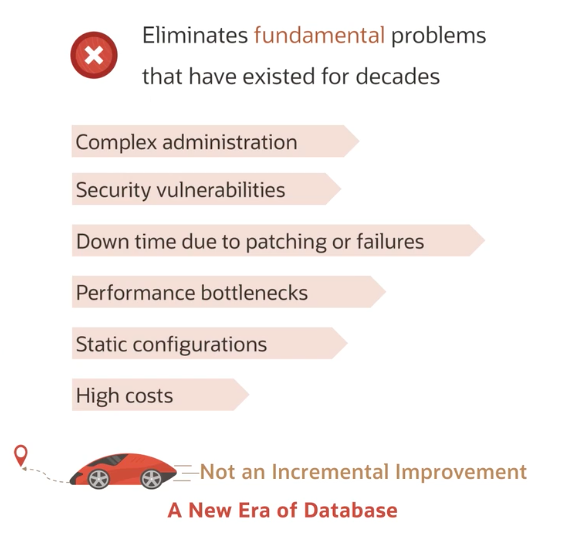 Eliminates fundamental problems
that have existed for decades
Complex administration
Security vulnerabilities
Down time due to patching or failures
Performance bottlenecks
Static configurations
High costs
Not an Incremental Improvement
A New Era of Database